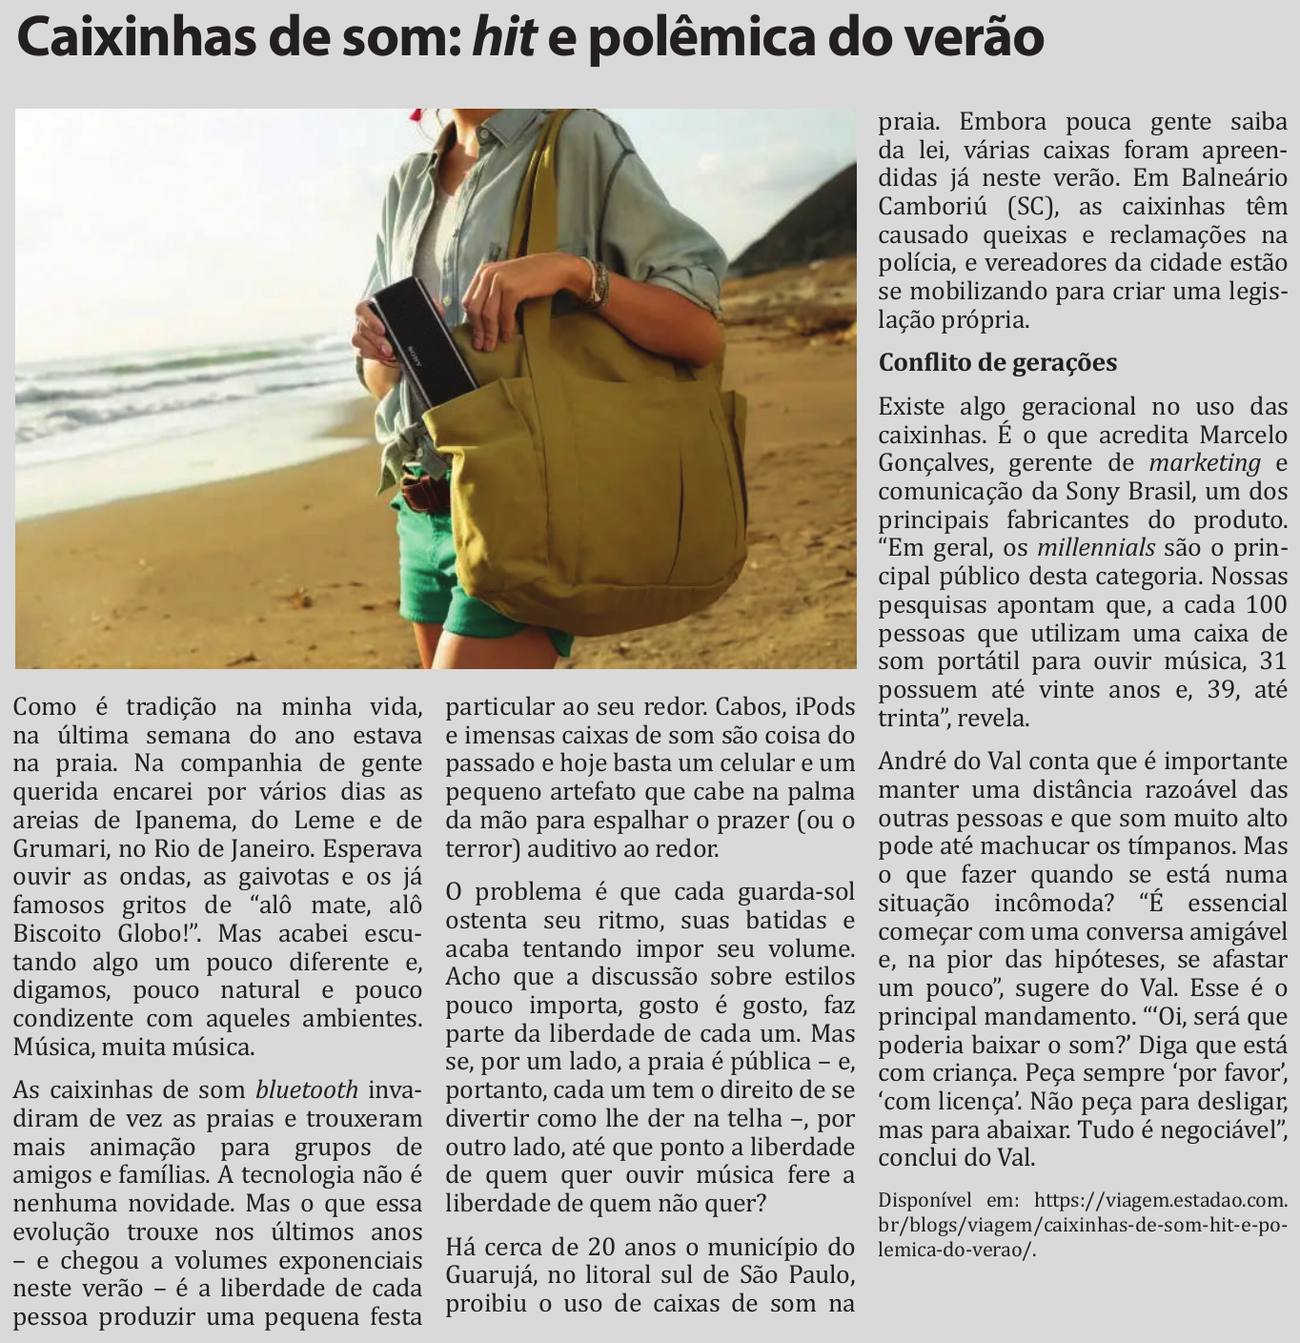 Caixinhas de som: hit e polêmica do verão
SONY
Como é tradição na minha vida,
na última semana do ano estava
na praia. Na companhia de gente
querida encarei por vários dias as
areias de Ipanema, do Leme e de
Grumari, no Rio de Janeiro. Esperava
ouvir as ondas, as gaivotas e os já
famosos gritos de “alô mate, alô
Biscoito Globo!”. Mas acabei escu-
tando algo um pouco diferente e,
digamos, pouco natural e pouco
condizente com aqueles ambientes.
Música, muita música.
As caixinhas de som bluetooth inva-
diram de vez as praias e trouxeram
mais animação para grupos de
amigos e famílias. A tecnologia não é
nenhuma novidade. Mas o que essa
evolução trouxe nos últimos anos
– e chegou a volumes exponenciais
neste verão – é a liberdade de cada
pessoa produzir uma pequena festa
particular ao seu redor. Cabos, iPods
e imensas caixas de som são coisa do
passado e hoje basta um celular e um
pequeno artefato que cabe na palma
da mão para espalhar o prazer (ou o
terror) auditivo ao redor.
O problema é que cada guarda-sol
ostenta seu ritmo, suas batidas e
acaba tentando impor seu volume.
Acho que a discussão sobre estilos
pouco importa, gosto é gosto, faz
parte da liberdade de cada um. Mas
se, por um lado, a praia é pública – e,
portanto, cada um tem o direito de se
divertir como lhe der na telha –, por
outro lado, até que ponto a liberdade
de quem quer ouvir música fere a
liberdade de quem não quer?
Há cerca de 20 anos o município do
Guarujá, no litoral sul de São Paulo,
proibiu o uso de caixas de som na
praia. Embora pouca gente saiba
da lei, várias caixas foram apreen-
didas já neste verão. Em Balneário
Camboriú (SC), as caixinhas têm
causado queixas e reclamações na
polícia, e vereadores da cidade estão
se mobilizando para criar uma legis-
lação própria.
Conflito de gerações
Existe algo geracional no uso das
caixinhas. É o que acredita Marcelo
Gonçalves, gerente de marketing e
comunicação da Sony Brasil, um dos
principais fabricantes do produto.
“Em geral, os millennials são o prin-
cipal público desta categoria. Nossas
pesquisas apontam que, a cada 100
pessoas que utilizam uma caixa de
som portátil para ouvir música, 31
possuem até vinte anos e, 39, até
trinta”, revela.
André do Val conta que é importante
manter uma distância razoável das
outras pessoas e que som muito alto
pode até machucar os tímpanos. Mas
o que fazer quando se está numa
situação incômoda? “É essencial
começar com uma conversa amigável
e, na pior das hipóteses, se afastar
um pouco”, sugere do Val. Esse é o
principal mandamento. “‘Oi, será que
poderia baixar o som?’ Diga que está
com criança. Peça sempre ‘por favor’,
‘com licença’. Não peça para desligar,
mas para abaixar. Tudo é negociável”,
conclui do Val.
Disponível em: https://viagem.estadao.com.
br/blogs/viagem/caixinhas-de-som-hit-e-po-
lemica-do-verao/.